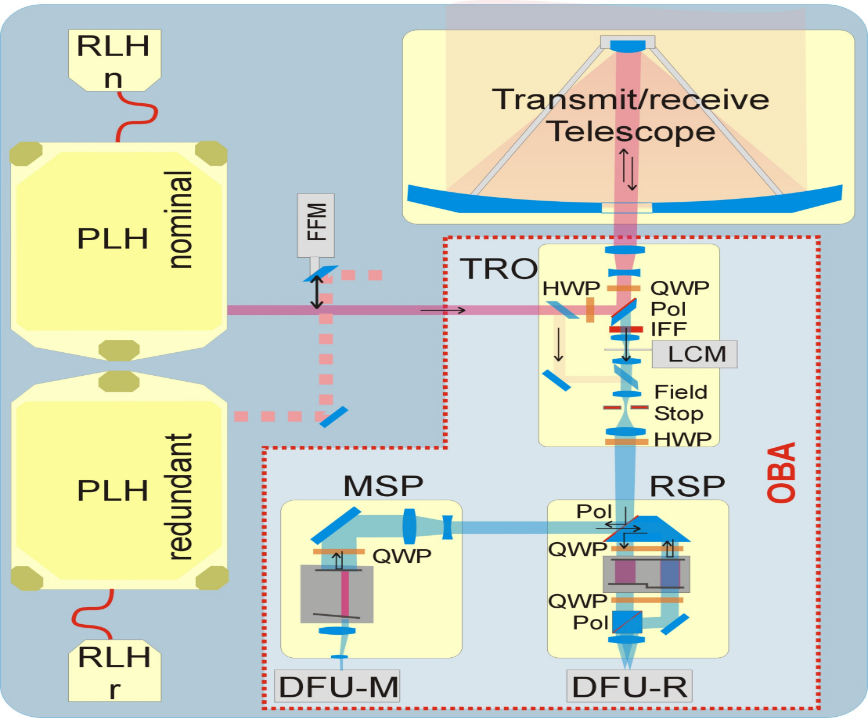 RLH
n
Transmit/receive
Telescope
PLH
nominal
FFM
TRO
HWP
QWP
Pol
IFF
LCM
Field
Stop
HWP
PLH
redundant
OBA
MSP
RSP
Pol
QWP
QWP
QWP
Pol
RLH
r
DFU-M
DFU-R